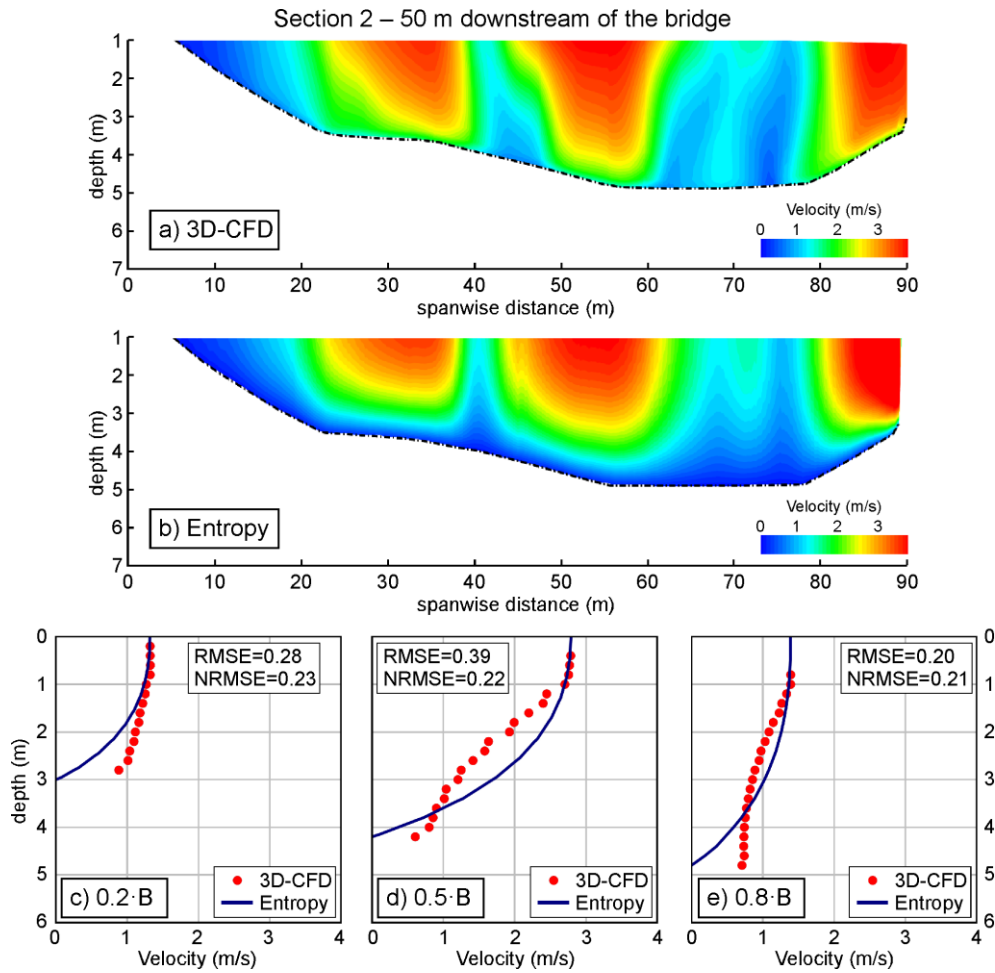 Section 2 – 50 m downstream of the bridge
1
2
3
4
5
6
7
depth (m)
a) 3D-CFD
Velocity (m/s)
0 1 2 3
0 10 20 30 40 50 60 70 80 90
spanwise distance (m)
1
2
3
4
5
6
7
depth (m)
b) Entropy
Velocity (m/s)
0 1 2 3
0 10 20 30 40 50 60 70 80 90
spanwise distance (m)
0
1
2
3
4
5
6
depth (m)
RMSE=0.28
NRMSE=0.23
c) 0.2·B
3D-CFD
Entropy
0 1 2 3 4
Velocity (m/s)
RMSE=0.39
NRMSE=0.22
d) 0.5·B
3D-CFD
Entropy
0 1 2 3 4
Velocity (m/s)
RMSE=0.20
NRMSE=0.21
e) 0.8·B
3D-CFD
Entropy
0 1 2 3 4
Velocity (m/s)
0
1
2
3
4
5
6